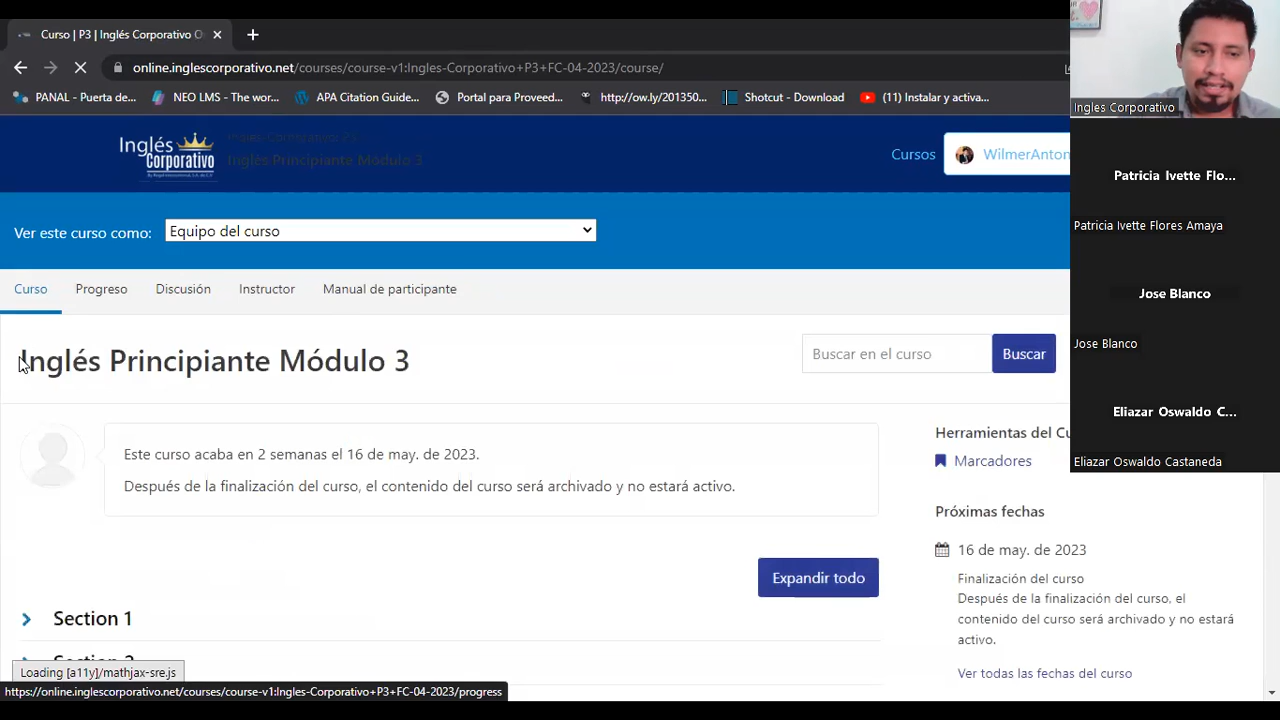 Curso | P3 | Inglés Corporativo O
online.inglescorporativo.net/courses/course-v1:Ingles-Corporativo+P3+FC-04-2023/course/
PANAL - Puerta de...
NEO LMS - The wor...
APA Citation Guide...
Portal para Proveed...
http://ow.ly/201350...
Shotcut - Download
(11) Instalar y activa...
Inglés
Corporativo
Ingles-Corporativo: P3
Inglés Principiante Módulo 3
Cursos
WilmerAnton
Ver este curso como:
Equipo del curso
Curso
Progreso
Discusión
Instructor
Manual de participante
Inglés Principiante Módulo 3
Buscar en el curso
Buscar
Este curso acaba en 2 semanas el 16 de may. de 2023.
Después de la finalización del curso, el contenido del curso será archivado y no estará activo.
Expandir todo
Section 1
Section 2
Herramientas del Cu
Marcadores
Próximas fechas
16 de may. de 2023
Finalización del curso
Después de la finalización del curso, el
contenido del curso será archivado y no estará
activo.
Ver todas las fechas del curso
Loading [a11y]/mathjax-sre.js
https://online.inglescorporativo.net/courses/course-v1:Ingles-Corporativo+P3+FC-04-2023/progress
Ingles Corporativo
Patricia Ivette Flo...
Patricia Ivette Flores Amaya
Jose Blanco
Jose Blanco
Eliazar Oswaldo C...
Eliazar Oswaldo Castaneda